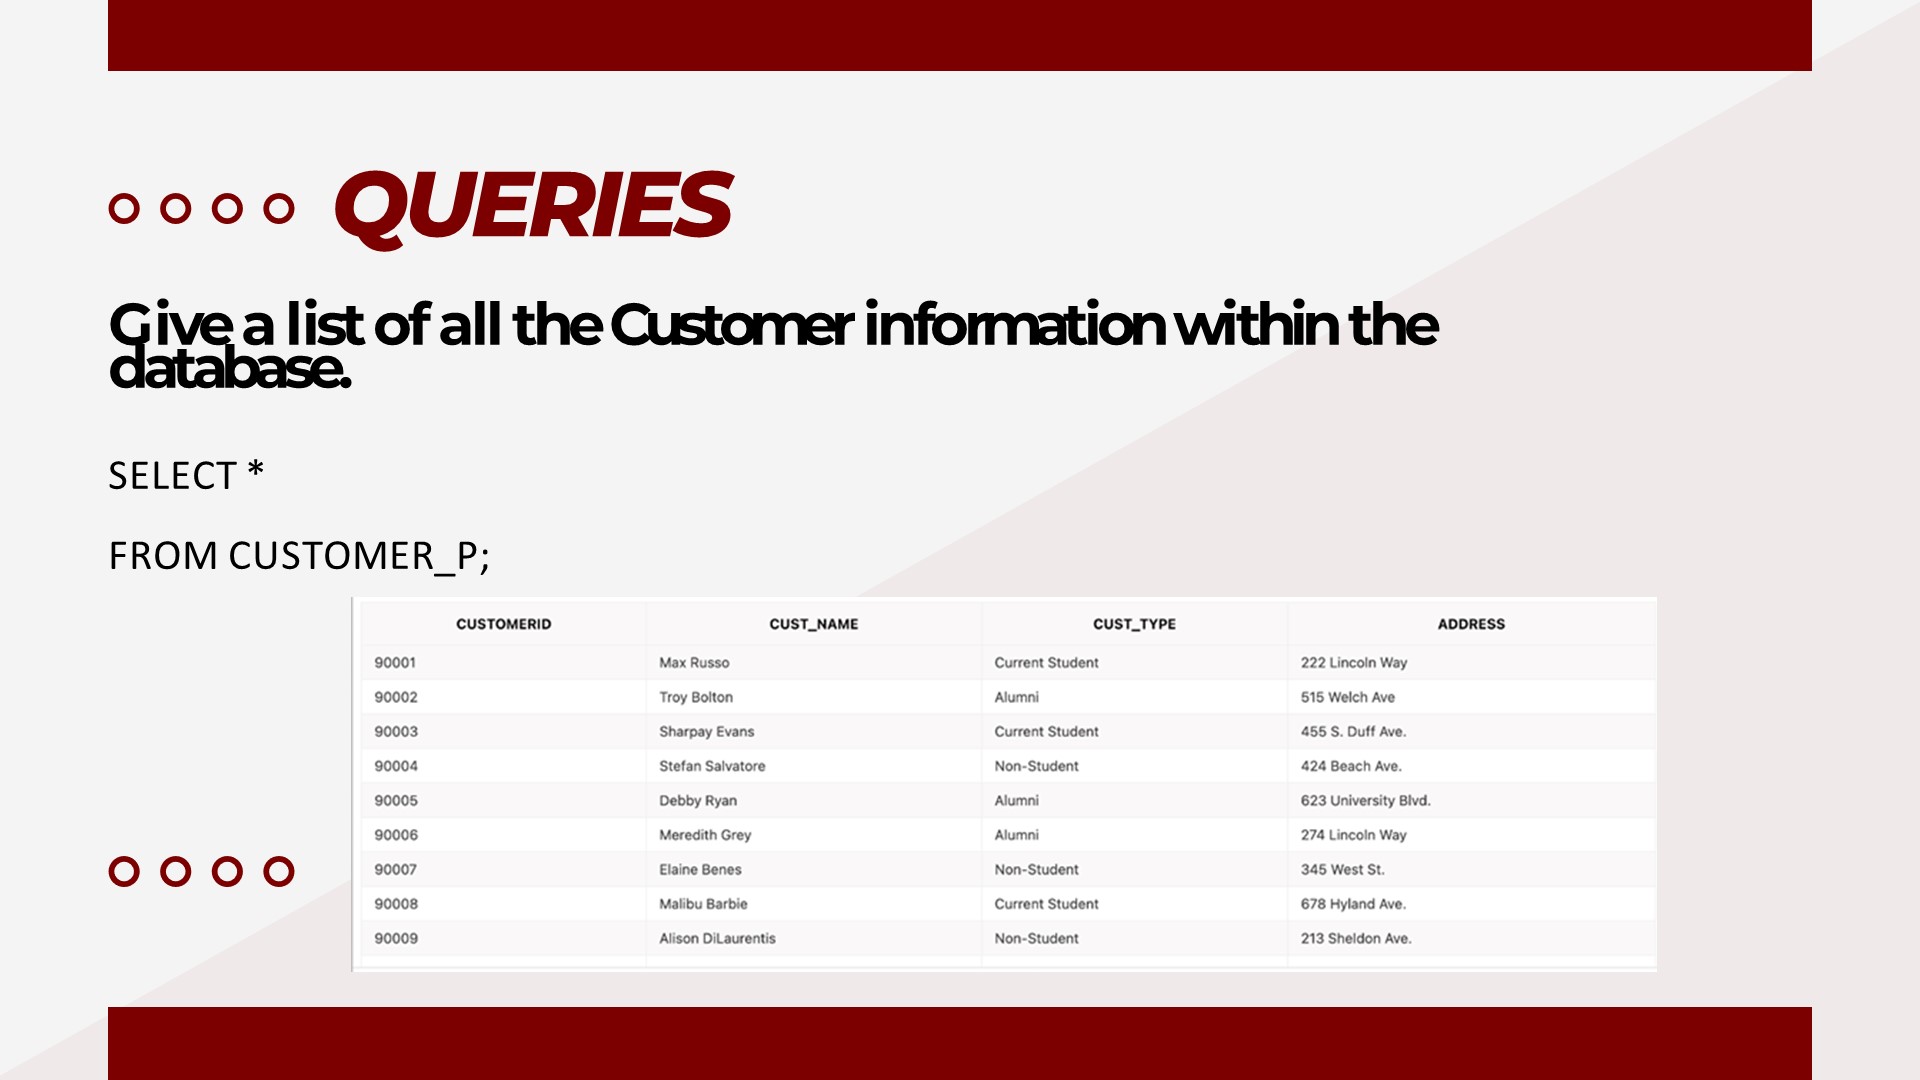 QUERIES
Give a list of all the Customer information within the
database.
SELECT *
FROM CUSTOMER_P;
CUSTOMERID CUST_NAME CUST_TYPE ADDRESS
90001 Max Russo Current Student 222 Lincoln Way
90002 Troy Bolton Alumni 515 Welch Ave
90003 Sharpay Evans Current Student 455 S. Duff Ave.
90004 Stefan Salvatore Non-Student 424 Beach Ave.
90005 Debby Ryan Alumni 623 University Blvd.
90006 Meredith Grey Alumni 274 Lincoln Way
90007 Elaine Benes Non-Student 345 West St.
90008 Malibu Barbie Current Student 678 Hyland Ave.
90009 Alison DiLaurentis Non-Student 213 Sheldon Ave.